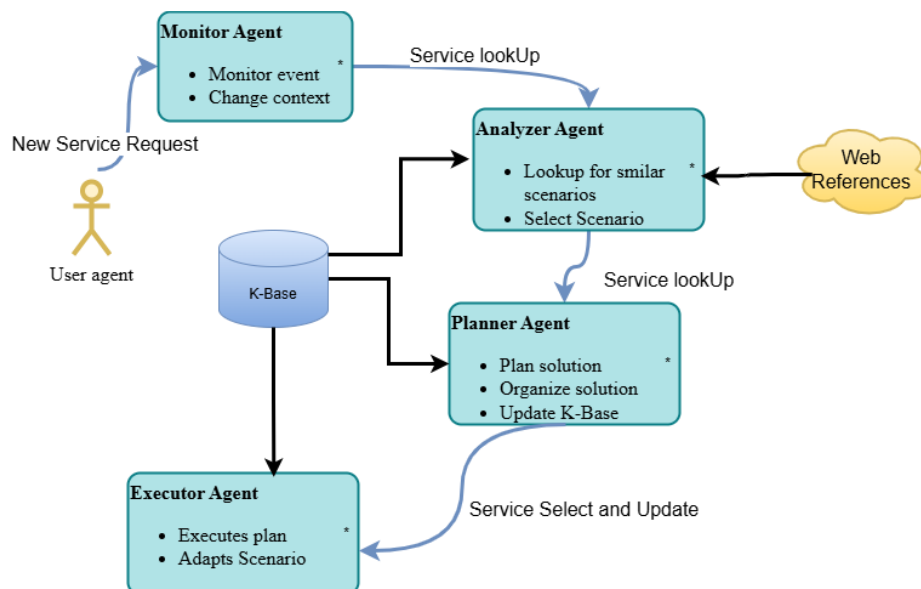 Monitor Agent
*
• Monitor event
• Change context
Service lookUp
New Service Request
User agent
Analyzer Agent
*
• Lookup for smilar
scenarios
• Select Scenario
Web
References
K-Base
Service lookUp
Planner Agent
• Plan solution *
• Organize solution
• Update K-Base
Service Select and Update
Executor Agent
• Executes plan *
• Adapts Scenario